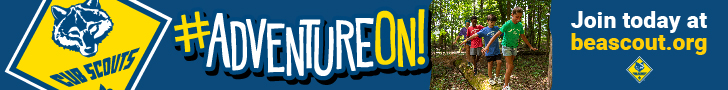 CUB SCOUTS
#ADVENTUREON!
Join today at
beascout.org